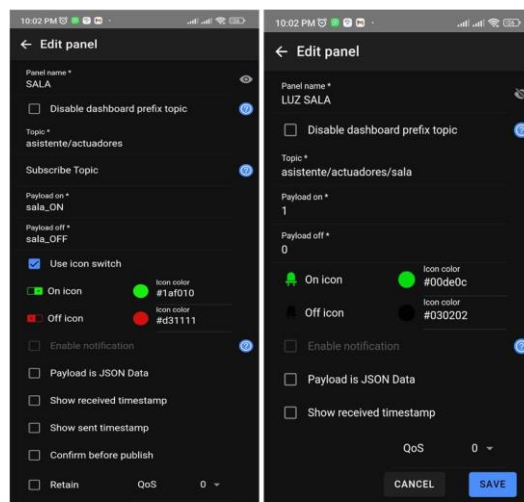 10:02 PM
Edit panel
Panel name *
SALA
Disable dashboard prefix topic
Topic *
asistente/actuadores
Subscribe Topic
Payload on *
sala_ON
Payload off *
sala_OFF
Use icon switch
On icon
Icon color
#1af010
Off icon
Icon color
#d31111
Enable notification
Payload is JSON Data
Show received timestamp
Show sent timestamp
Confirm before publish
Retain QoS 0
10:02 PM
Edit panel
Panel name *
LUZ SALA
Disable dashboard prefix topic
Topic *
asistente/actuadores/sala
Payload on *
1
Payload off *
0
On icon
Icon color
#00de0c
Off icon
Icon color
#030202
Enable notification
Payload is JSON Data
Show received timestamp
QoS 0
CANCEL SAVE